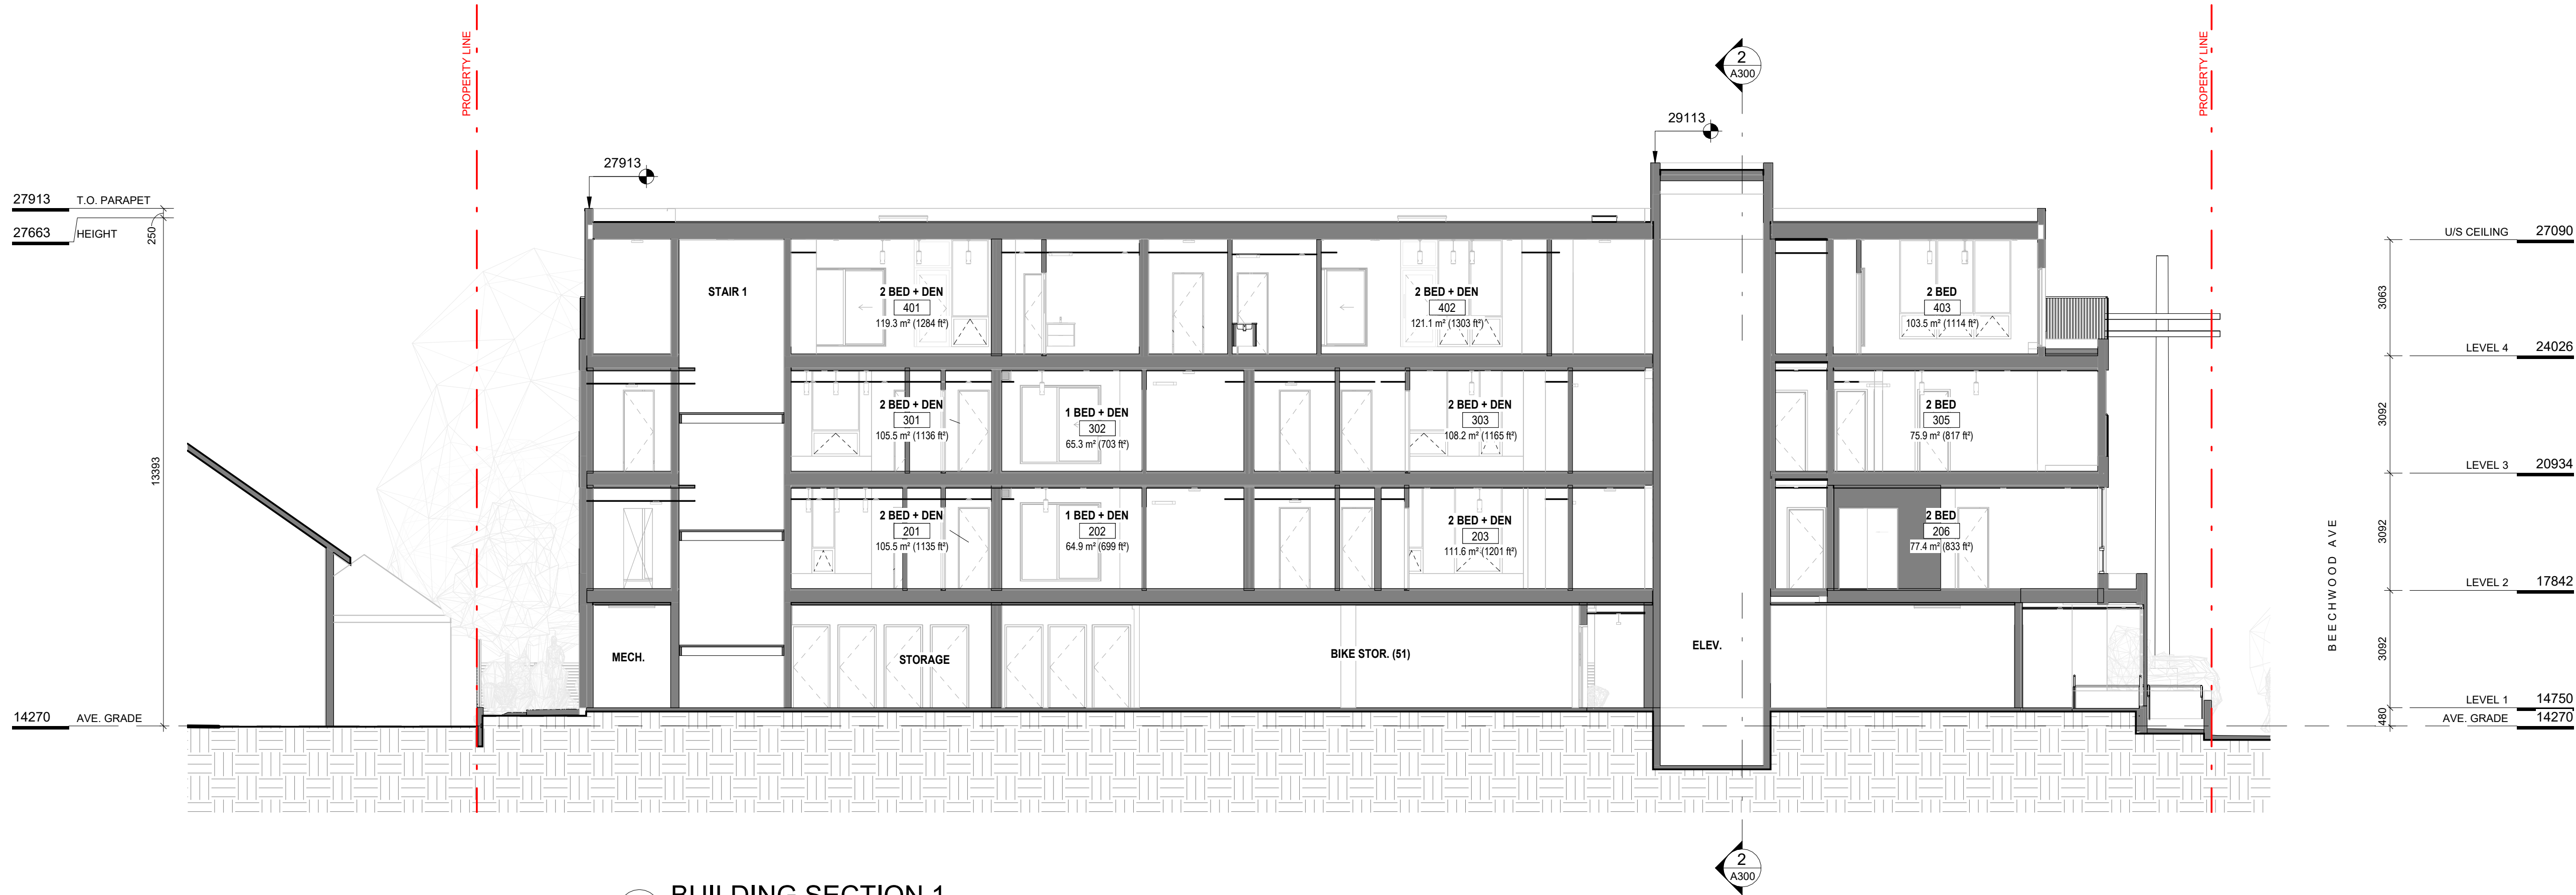 PROPERTY LINE
PROPERTY LINE
2
A300
29113
27913
27913 T.O. PARAPET
27663 HEIGHT
250
13393
14270 AVE. GRADE
U/S CEILING 27090
3063
LEVEL 4 24026
3092
LEVEL 3 20934
3092
LEVEL 2 17842
3092
LEVEL 1 14750
480
AVE. GRADE 14270
BEECHWOOD AVE
STAIR 1
2 BED + DEN
401
119.3 m² (1284 ft²)
2 BED + DEN
402
121.1 m² (1303 ft²)
2 BED
403
103.5 m² (1114 ft²)
2 BED + DEN
301
105.5 m² (1136 ft²)
1 BED + DEN
302
65.3 m² (703 ft²)
2 BED + DEN
303
108.2 m² (1165 ft²)
2 BED
305
75.9 m² (817 ft²)
2 BED + DEN
201
105.5 m² (1135 ft²)
1 BED + DEN
202
64.9 m² (699 ft²)
2 BED + DEN
203
111.6 m² (1201 ft²)
2 BED
206
77.4 m² (833 ft²)
MECH.
STORAGE
BIKE STOR. (51)
ELEV.
2
A300
BUILDING SECTION 1